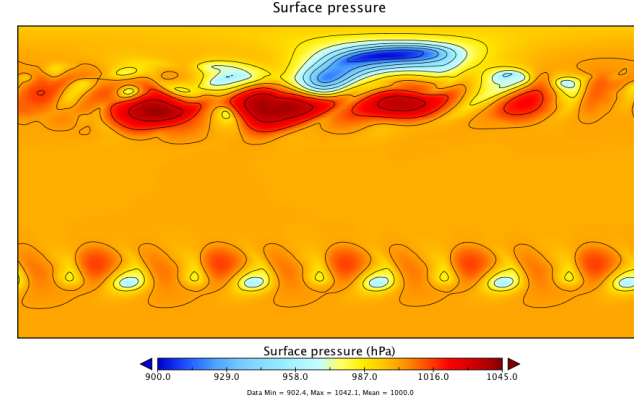 Surface pressure
Surface pressure (hPa)
900.0 929.0 958.0 987.0 1016.0 1045.0
Data Min = 902.4, Max = 1042.1, Mean = 1000.0